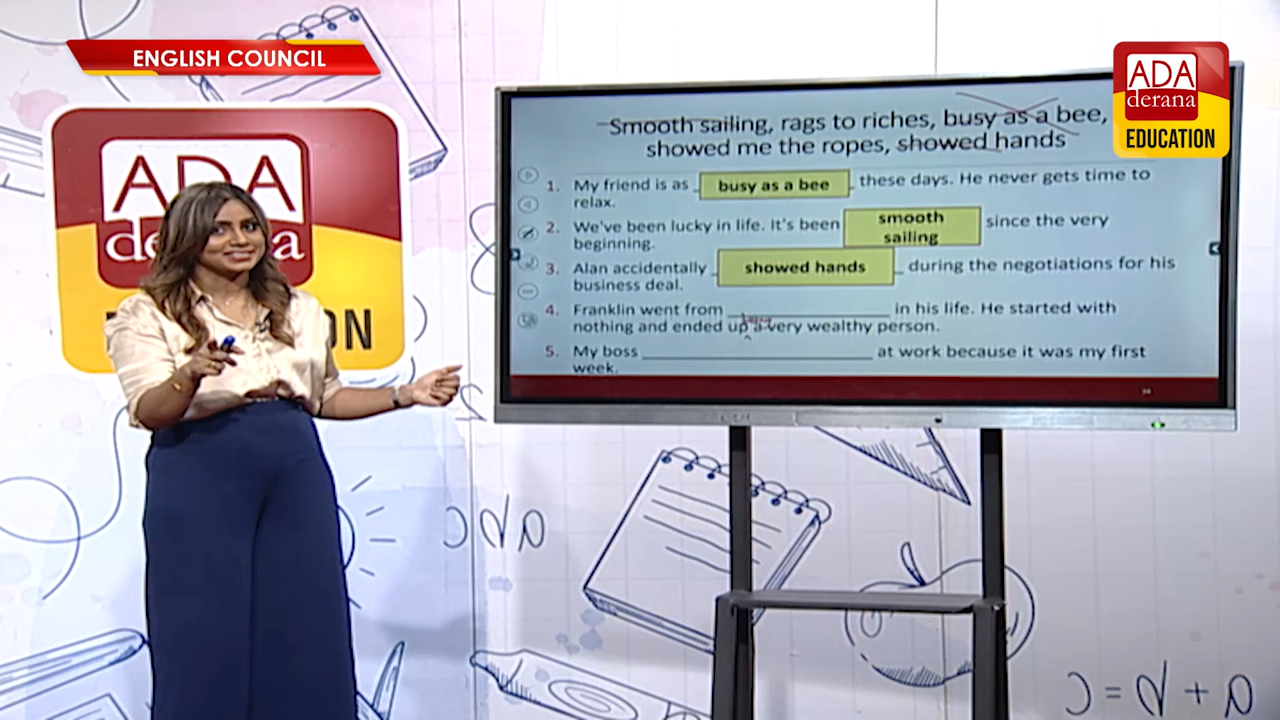 ENGLISH COUNCIL
ADA
derana
EDUCATION
ADA
Smooth sailing, rags to riches, busy as a bee,
showed me the ropes, showed hands
1. My friend is as busy as a bee these days. He never gets time to
relax.
2. We've been lucky in life. It's been smooth sailing since the very
beginning.
3. Alan accidentally showed hands during the negotiations for his
business deal.
4. Franklin went from ____________ in his life. He started with
being
nothing and ended up a very wealthy person.
5. My boss ____________ at work because it was my first
week.